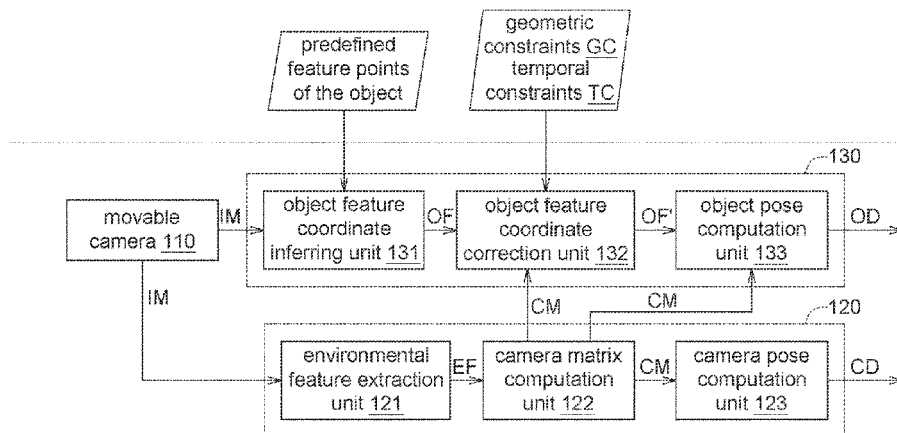 predefined
feature points
of the object
geometric
constraints GC
temporal
constraints TC
130
movable
camera 110
IM
object feature
coordinate
inferring unit 131
OF
object feature
coordinate
correction unit 132
OF'
object pose
computation
unit 133
OD
IM
CM
CM
120
environmental
feature extraction
unit 121
EF
camera matrix
computation
unit 122
CM
camera pose
computation
unit 123
CD